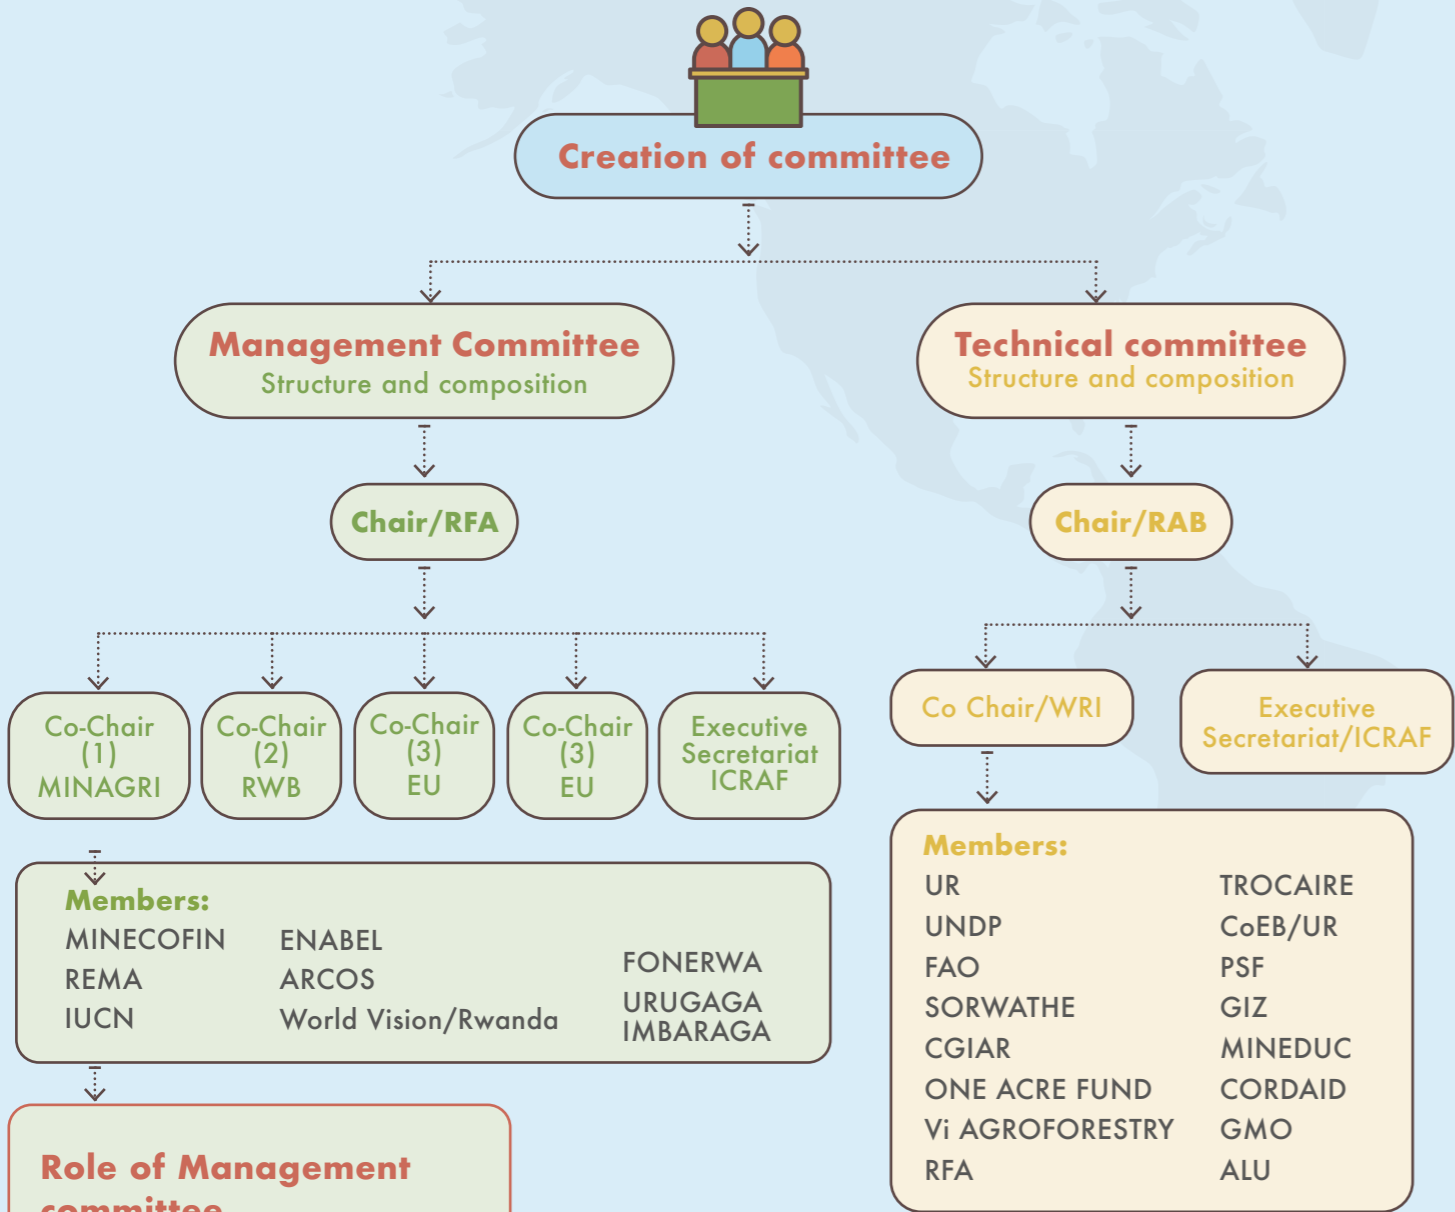 Creation of committee
Management Committee
Structure and composition
Technical committee
Structure and composition
Chair/RFA
Chair/RAB
Co-Chair
(1)
MINAGRI
Co-Chair
(2)
RWB
Co-Chair
(3)
EU
Co-Chair
(3)
EU
Executive
Secretariat
ICRAF
Co Chair/WRI
Executive
Secretariat/ICRAF
Members:
MINECOFIN
REMA
IUCN
ENABEL
ARCOS
World Vision/Rwanda
FONERWA
URUGAGA
IMBARAGA
Members:
UR
UNDP
FAO
SORWATHE
CGIAR
ONE ACRE FUND
Vi AGROFORESTRY
RFA
TROCAIRE
CoEB/UR
PSF
GIZ
MINEDUC
CORDAID
GMO
ALU
Role of Management
committee